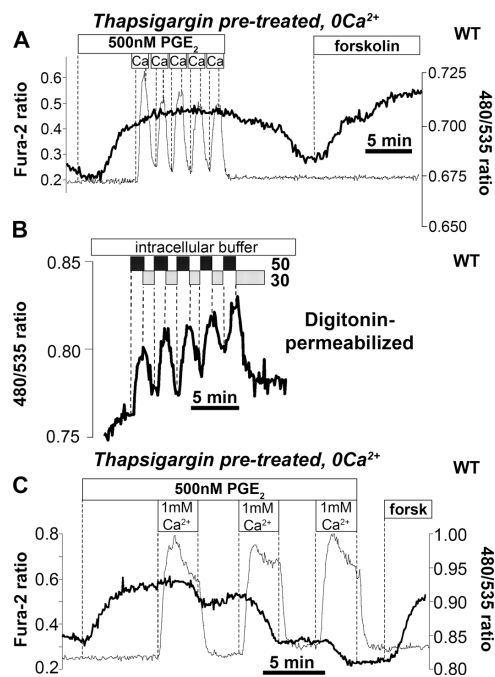 Thapsigargin pre-treated, 0Ca²⁺
A
WT
500nM PGE₂
forskolin
Ca Ca Ca Ca Ca
0.6
0.5
0.4
0.3
0.2
Fura-2 ratio
0.725
0.700
0.675
0.650
480/535 ratio
5 min
B
WT
intracellular buffer
50
30
0.85
0.80
0.75
480/535 ratio
Digitonin-
permeabilized
5 min
Thapsigargin pre-treated, 0Ca²⁺
C
WT
500nM PGE₂
forsk
1mM Ca²⁺
1mM Ca²⁺
1mM Ca²⁺
0.8
0.6
0.4
0.2
Fura-2 ratio
1.00
0.95
0.90
0.85
0.80
480/535 ratio
5 min